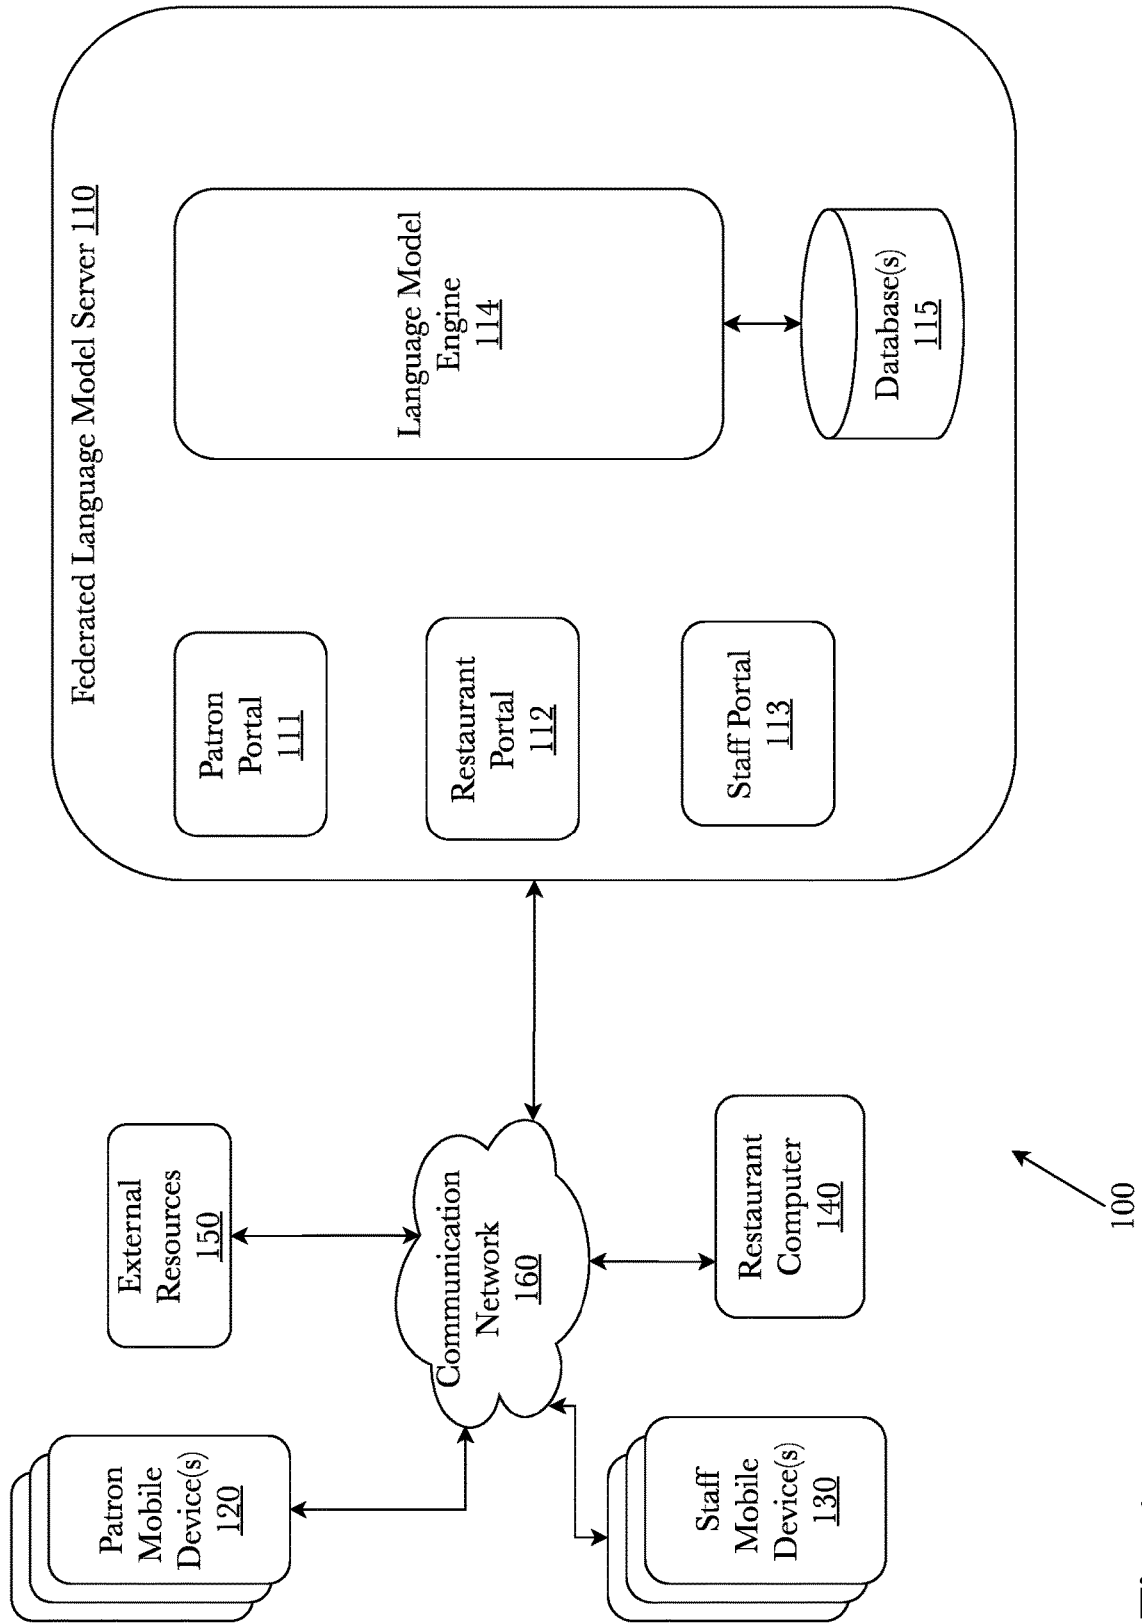 Federated Language Model Server 110
Patron
Portal
111
Restaurant
Portal
112
Staff Portal
113
Language Model
Engine
114
Database(s)
115
External
Resources
150
Communication
Network
160
Restaurant
Computer
140
Patron
Mobile
Device(s)
120
Staff
Mobile
Device(s)
130
100